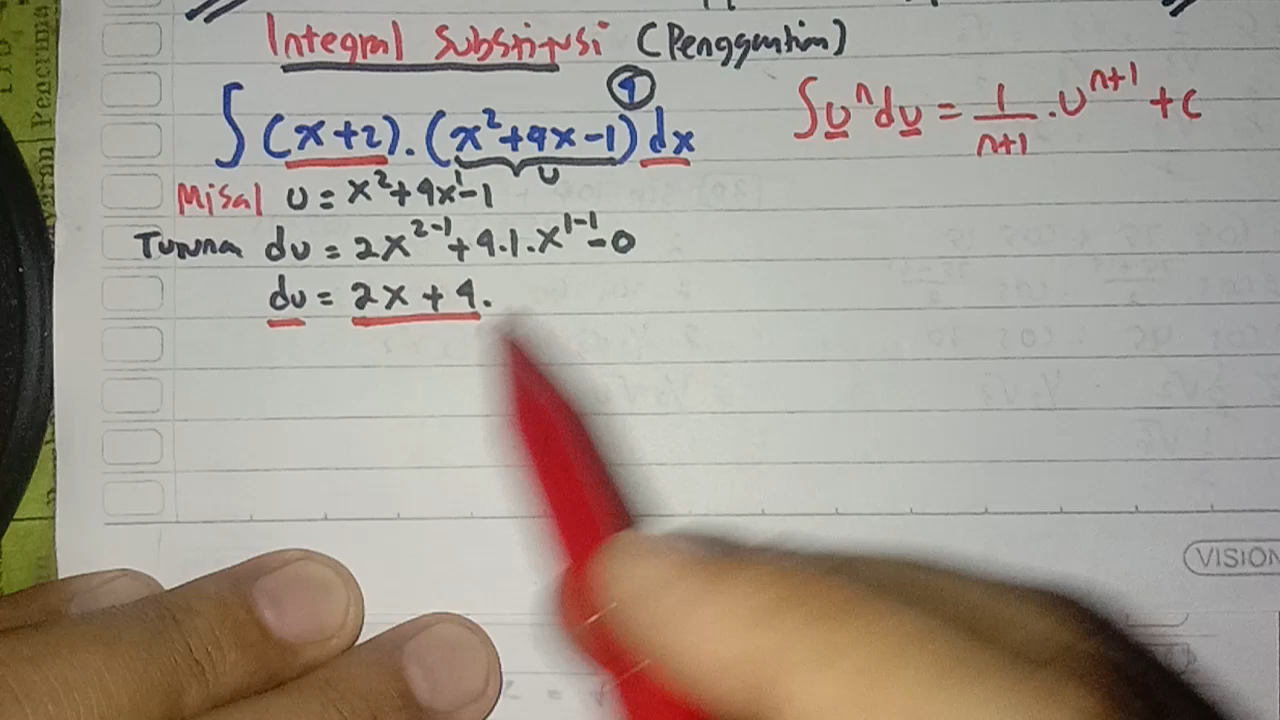 Integral Substitusi (Penggantian)
∫ (x+2) . (x²+4x-1)⁴ dx
U
∫ Uⁿ dU = 1/(n+1) . U^(n+1) + C
Misal U = x² + 4x¹ - 1
Turunan dU = 2x^(2-1) + 4.1.x^(1-1) - 0
dU = 2x + 4.
VISION